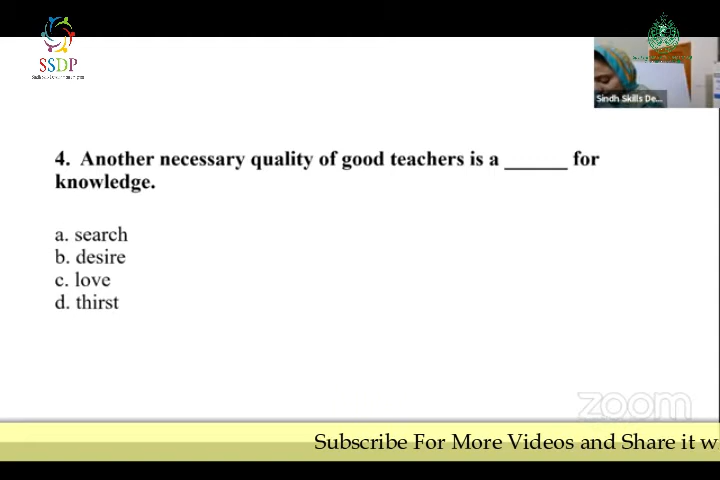 SSDP
Sindh Skills De...
4. Another necessary quality of good teachers is a ______ for
knowledge.
a. search
b. desire
c. love
d. thirst
zoom
Subscribe For More Videos and Share it w